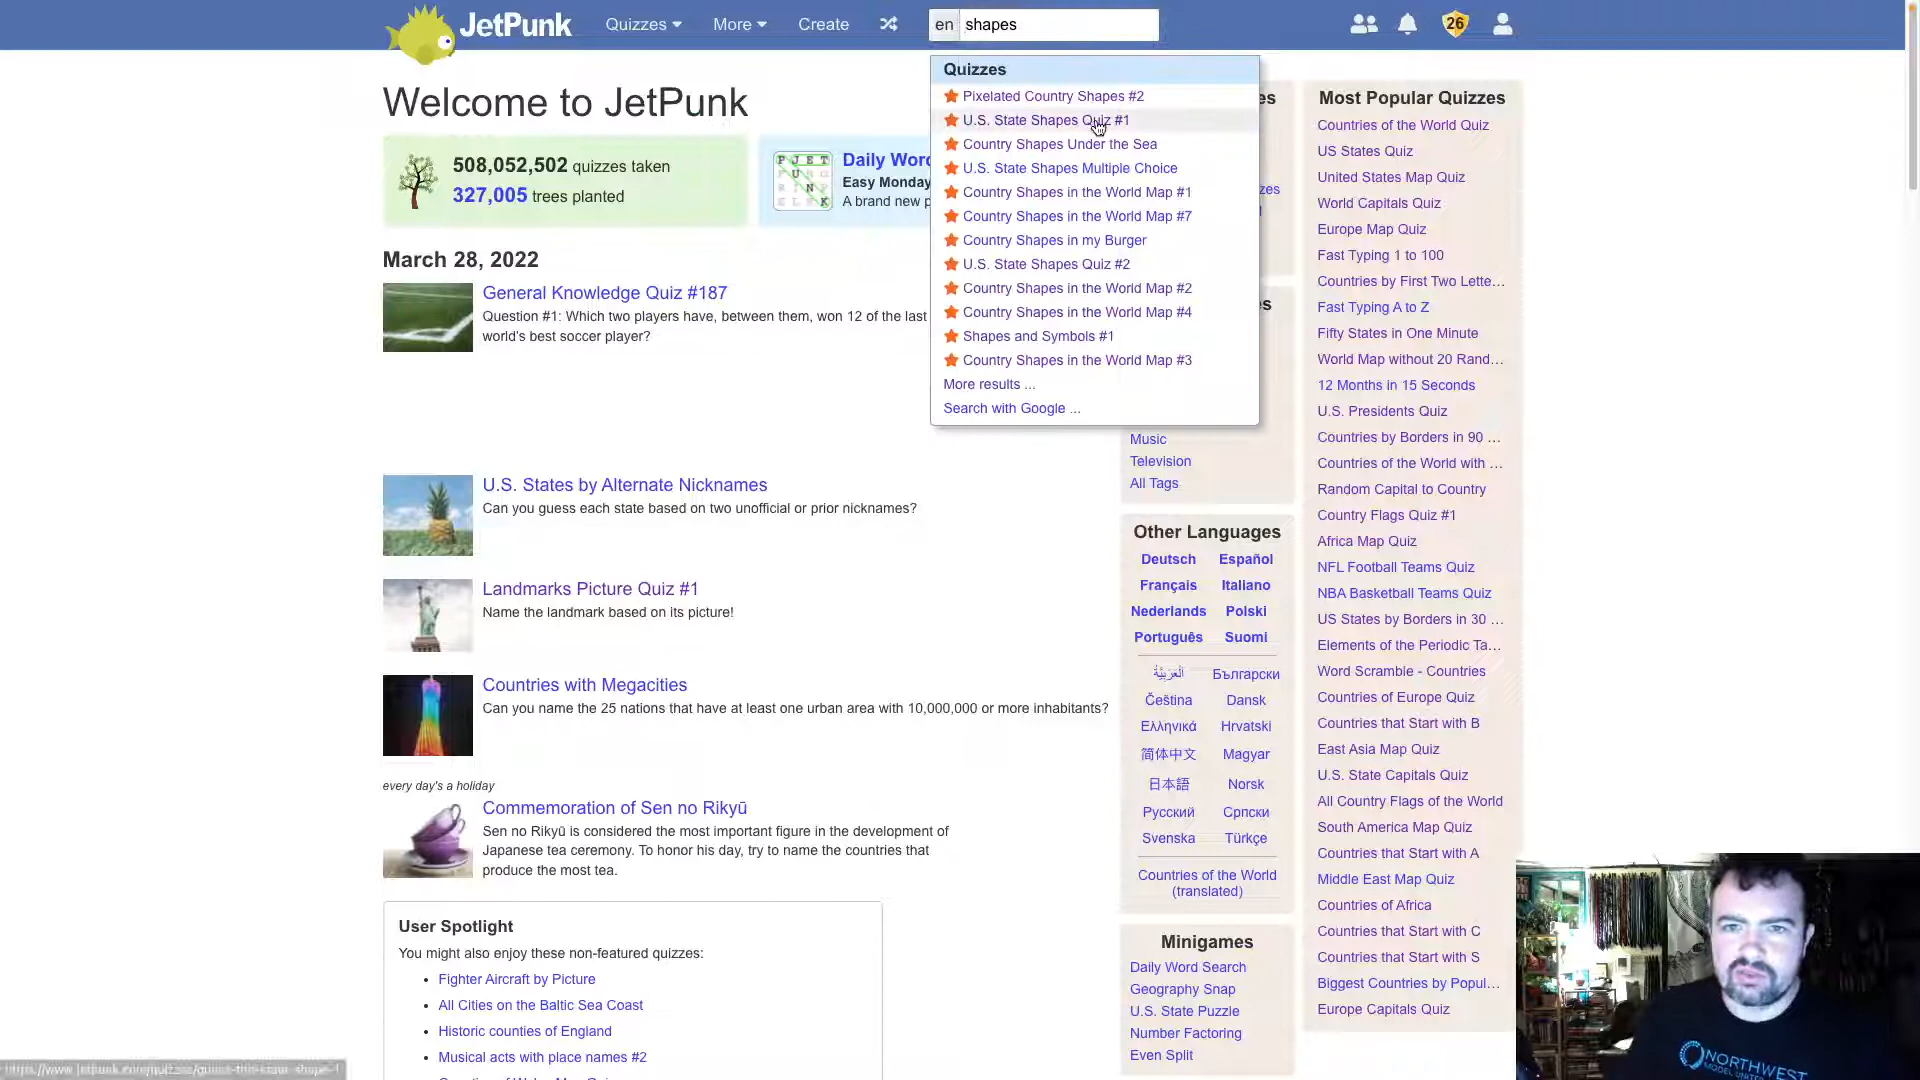 JetPunk
Quizzes
More
Create
en
shapes
26
Quizzes
Pixelated Country Shapes #2
U.S. State Shapes Quiz #1
Country Shapes Under the Sea
U.S. State Shapes Multiple Choice
Country Shapes in the World Map #1
Country Shapes in the World Map #7
Country Shapes in my Burger
U.S. State Shapes Quiz #2
Country Shapes in the World Map #2
Country Shapes in the World Map #4
Shapes and Symbols #1
Country Shapes in the World Map #3
More results ...
Search with Google ...
Welcome to JetPunk
508,052,502 quizzes taken
327,005 trees planted
Daily Word
Easy Monday
A brand new p
March 28, 2022
General Knowledge Quiz #187
Question #1: Which two players have, between them, won 12 of the last
world's best soccer player?
U.S. States by Alternate Nicknames
Can you guess each state based on two unofficial or prior nicknames?
Landmarks Picture Quiz #1
Name the landmark based on its picture!
Countries with Megacities
Can you name the 25 nations that have at least one urban area with 10,000,000 or more inhabitants?
every day's a holiday
Commemoration of Sen no Rikyū
Sen no Rikyū is considered the most important figure in the development of
Japanese tea ceremony. To honor his day, try to name the countries that
produce the most tea.
User Spotlight
You might also enjoy these non-featured quizzes:
Fighter Aircraft by Picture
All Cities on the Baltic Sea Coast
Historic counties of England
Musical acts with place names #2
Music
Television
All Tags
Other Languages
Deutsch Español
Français Italiano
Nederlands Polski
Português Suomi
العَرَبِيَّةُ Български
Čeština Dansk
Ελληνικά Hrvatski
简体中文 Magyar
日本語 Norsk
Русский Српски
Svenska Türkçe
Countries of the World
(translated)
Minigames
Daily Word Search
Geography Snap
U.S. State Puzzle
Number Factoring
Even Split
Most Popular Quizzes
Countries of the World Quiz
US States Quiz
United States Map Quiz
World Capitals Quiz
Europe Map Quiz
Fast Typing 1 to 100
Countries by First Two Lette...
Fast Typing A to Z
Fifty States in One Minute
World Map without 20 Rand...
12 Months in 15 Seconds
U.S. Presidents Quiz
Countries by Borders in 90 ...
Countries of the World with ...
Random Capital to Country
Country Flags Quiz #1
Africa Map Quiz
NFL Football Teams Quiz
NBA Basketball Teams Quiz
US States by Borders in 30 ...
Elements of the Periodic Ta...
Word Scramble - Countries
Countries of Europe Quiz
Countries that Start with B
East Asia Map Quiz
U.S. State Capitals Quiz
All Country Flags of the World
South America Map Quiz
Countries that Start with A
Middle East Map Quiz
Countries of Africa
Countries that Start with C
Countries that Start with S
Biggest Countries by Popul...
Europe Capitals Quiz
NORTHWEST